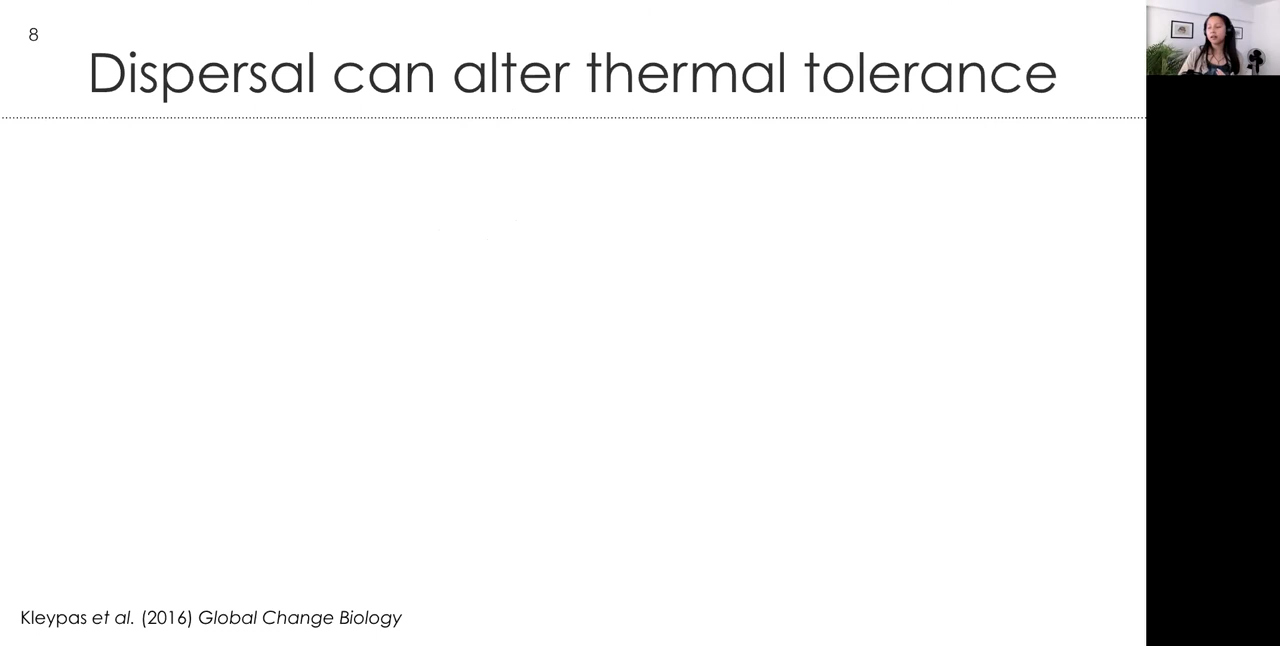 8
Dispersal can alter thermal tolerance
Kleypas et al. (2016) Global Change Biology